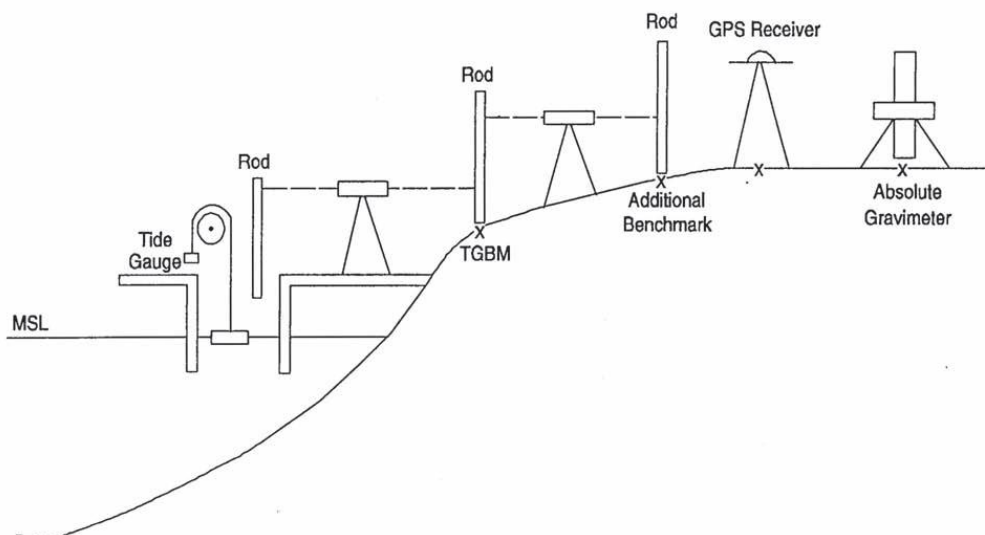 Rod
GPS Receiver
Rod
Rod
Additional
Benchmark
Absolute
Gravimeter
Tide
Gauge
TGBM
MSL